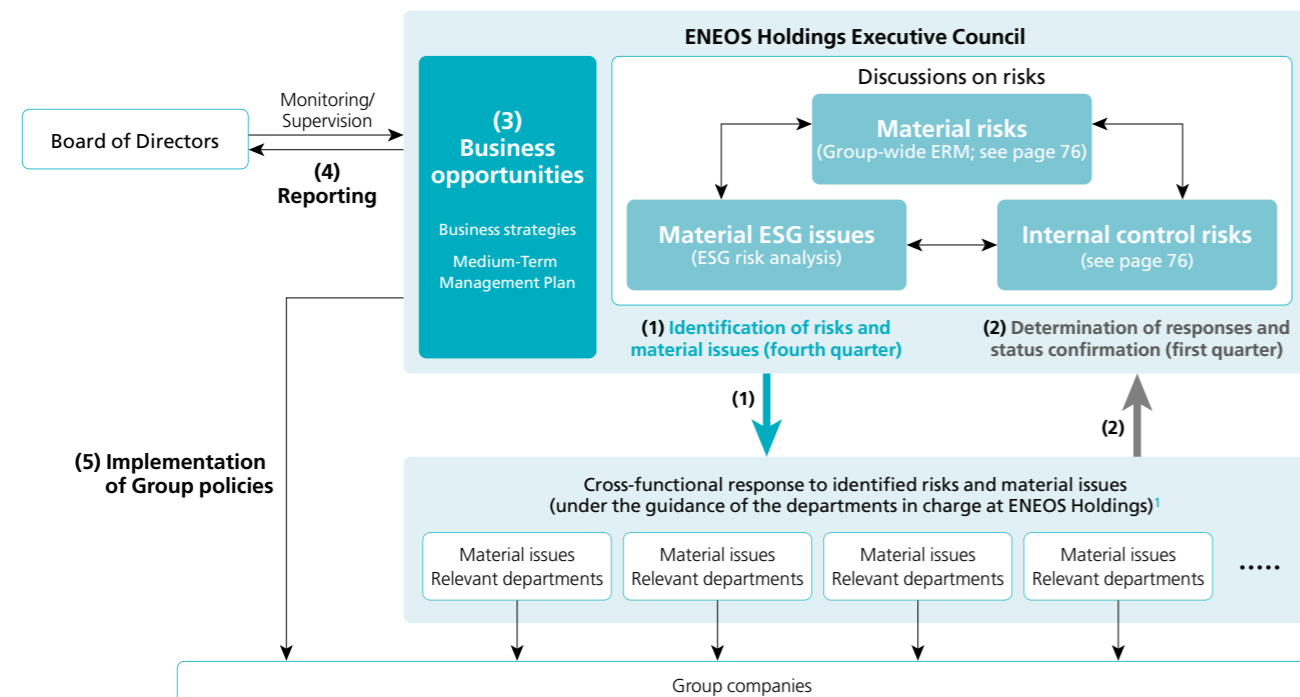 ENEOS Holdings Executive Council
Discussions on risks
Monitoring/
Supervision
Board of Directors
(4)
Reporting
(3)
Business
opportunities
Business strategies
Medium-Term
Management Plan
Material risks
(Group-wide ERM; see page 76)
Material ESG issues
(ESG risk analysis)
Internal control risks
(see page 76)
(1) Identification of risks and
material issues (fourth quarter)
(2) Determination of responses and
status confirmation (first quarter)
(1)
(2)
(5) Implementation
of Group policies
Cross-functional response to identified risks and material issues
(under the guidance of the departments in charge at ENEOS Holdings)1
Material issues
Relevant departments
Material issues
Relevant departments
Material issues
Relevant departments
Material issues
Relevant departments
.....
Group companies